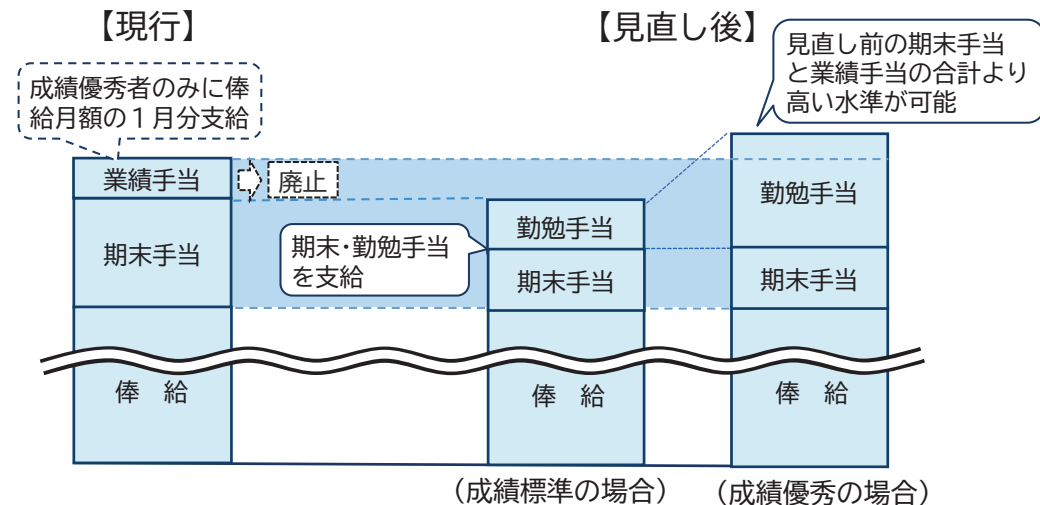 【現行】
【見直し後】
成績優秀者のみに俸
給月額の１月分支給
見直し前の期末手当
と業績手当の合計より
高い水準が可能
業績手当
廃止
期末手当
期末・勤勉手当
を支給
勤勉手当
期末手当
勤勉手当
期末手当
俸　給
俸　給
俸　給
（成績標準の場合）
（成績優秀の場合）